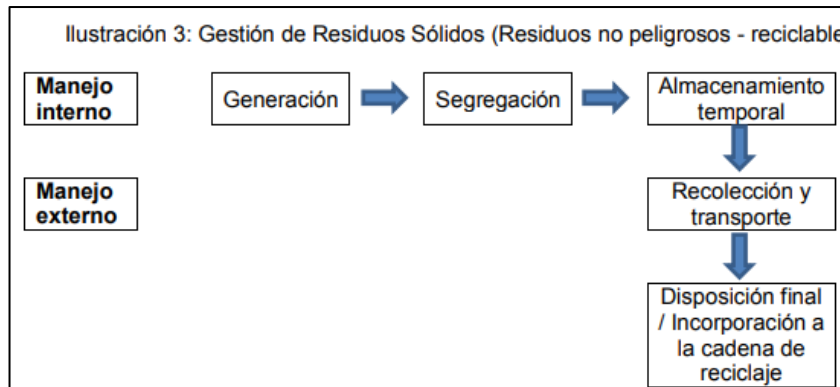 Ilustración 3: Gestión de Residuos Sólidos (Residuos no peligrosos - reciclable
Manejo
interno
Generación
Segregación
Almacenamiento
temporal
Manejo
externo
Recolección y
transporte
Disposición final
/ Incorporación a
la cadena de
reciclaje